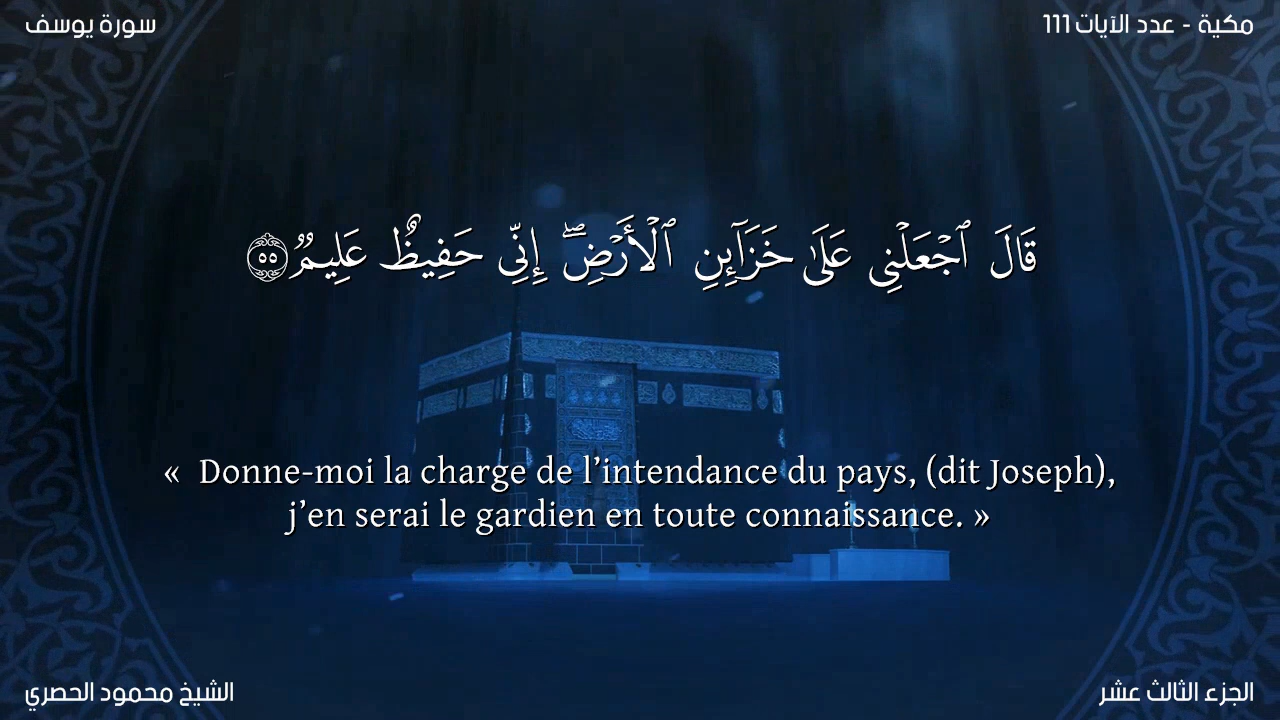 سورة يوسف
مكية - عدد الآيات 111
قَالَ ٱجْعَلْنِى عَلَىٰ خَزَآئِنِ ٱلْأَرْضِ ۖ إِنِّى حَفِيظٌ عَلِيمٌ ۝٥٥
« Donne-moi la charge de l’intendance du pays, (dit Joseph),
j’en serai le gardien en toute connaissance. »
الشيخ محمود الحصري
الجزء الثالث عشر